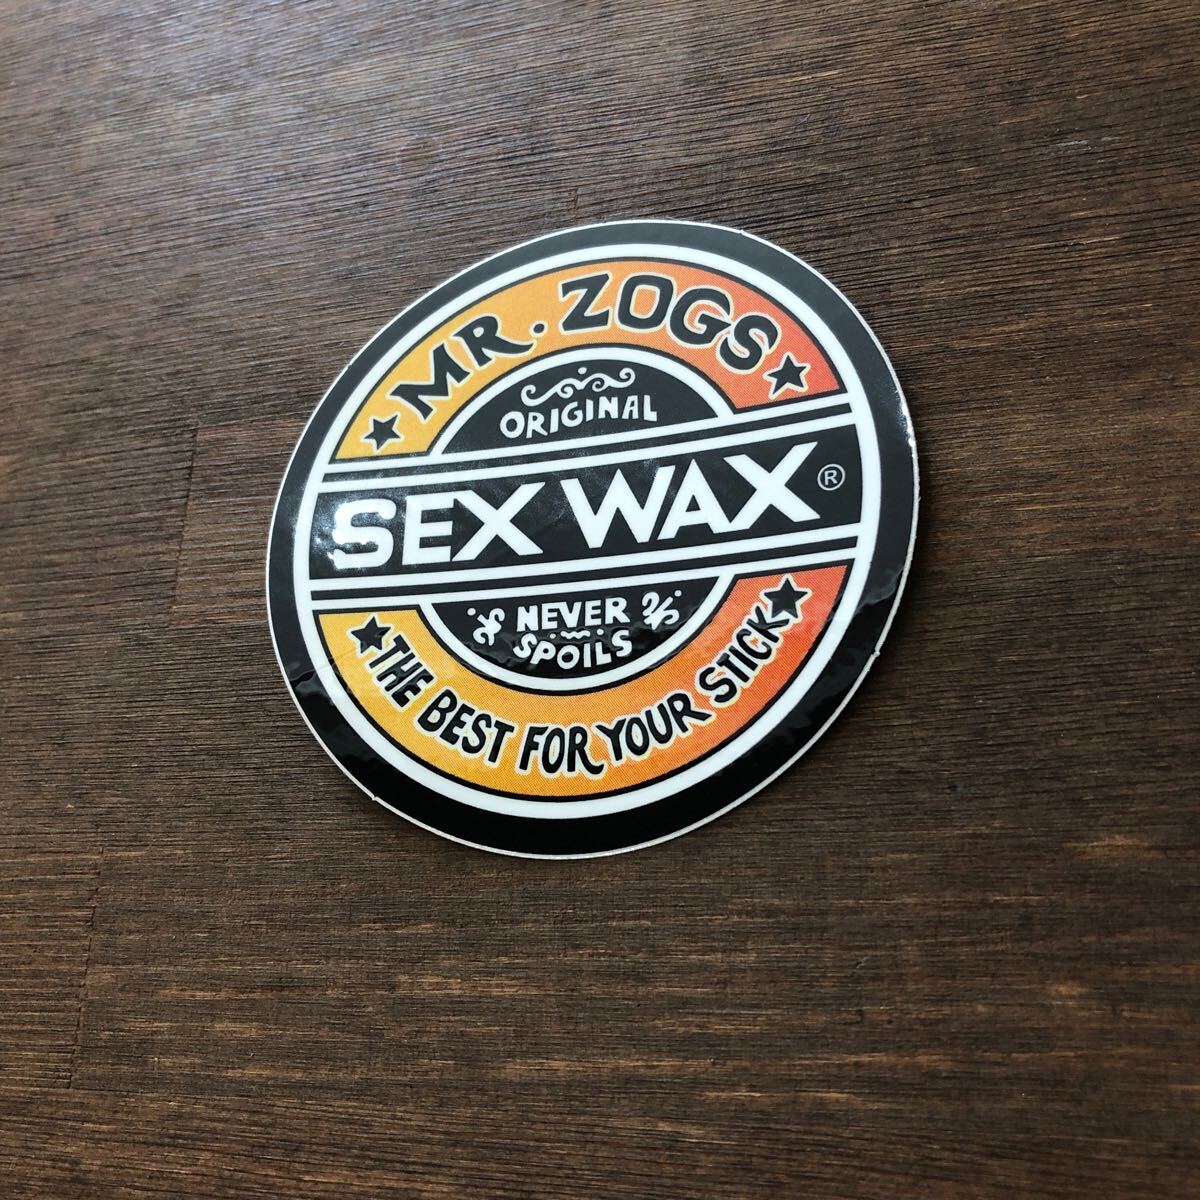 MR. ZOGS
ORIGINAL
SEX WAX®
NEVER
SPOILS
THE BEST FOR YOUR STICK